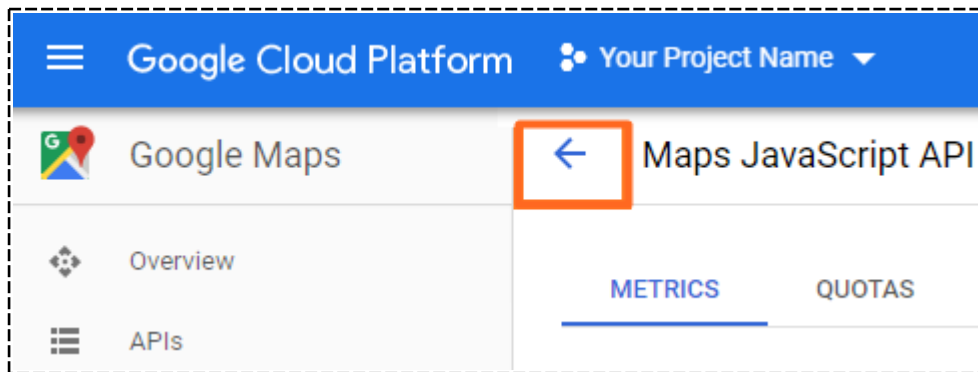 Google Cloud Platform Your Project Name
G
Google Maps
Maps JavaScript API
Overview
METRICS QUOTAS
APIs